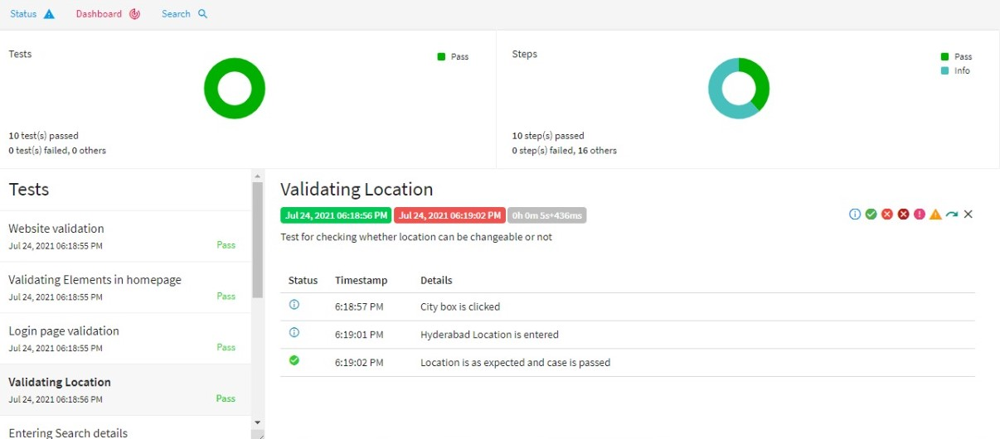 Status Dashboard Search
Tests
Pass
10 test(s) passed
0 test(s) failed, 0 others
Steps
Pass
Info
10 step(s) passed
0 step(s) failed, 16 others
Tests
Website validation
Jul 24, 2021 06:18:55 PM Pass
Validating Elements in homepage
Jul 24, 2021 06:18:55 PM Pass
Login page validation
Jul 24, 2021 06:18:55 PM Pass
Validating Location
Jul 24, 2021 06:18:56 PM Pass
Entering Search details
Validating Location
Jul 24, 2021 06:18:56 PM Jul 24, 2021 06:19:02 PM 0h 0m 5s+436ms
Test for checking whether location can be changeable or not
Status Timestamp Details
6:18:57 PM City box is clicked
6:19:01 PM Hyderabad Location is entered
6:19:02 PM Location is as expected and case is passed